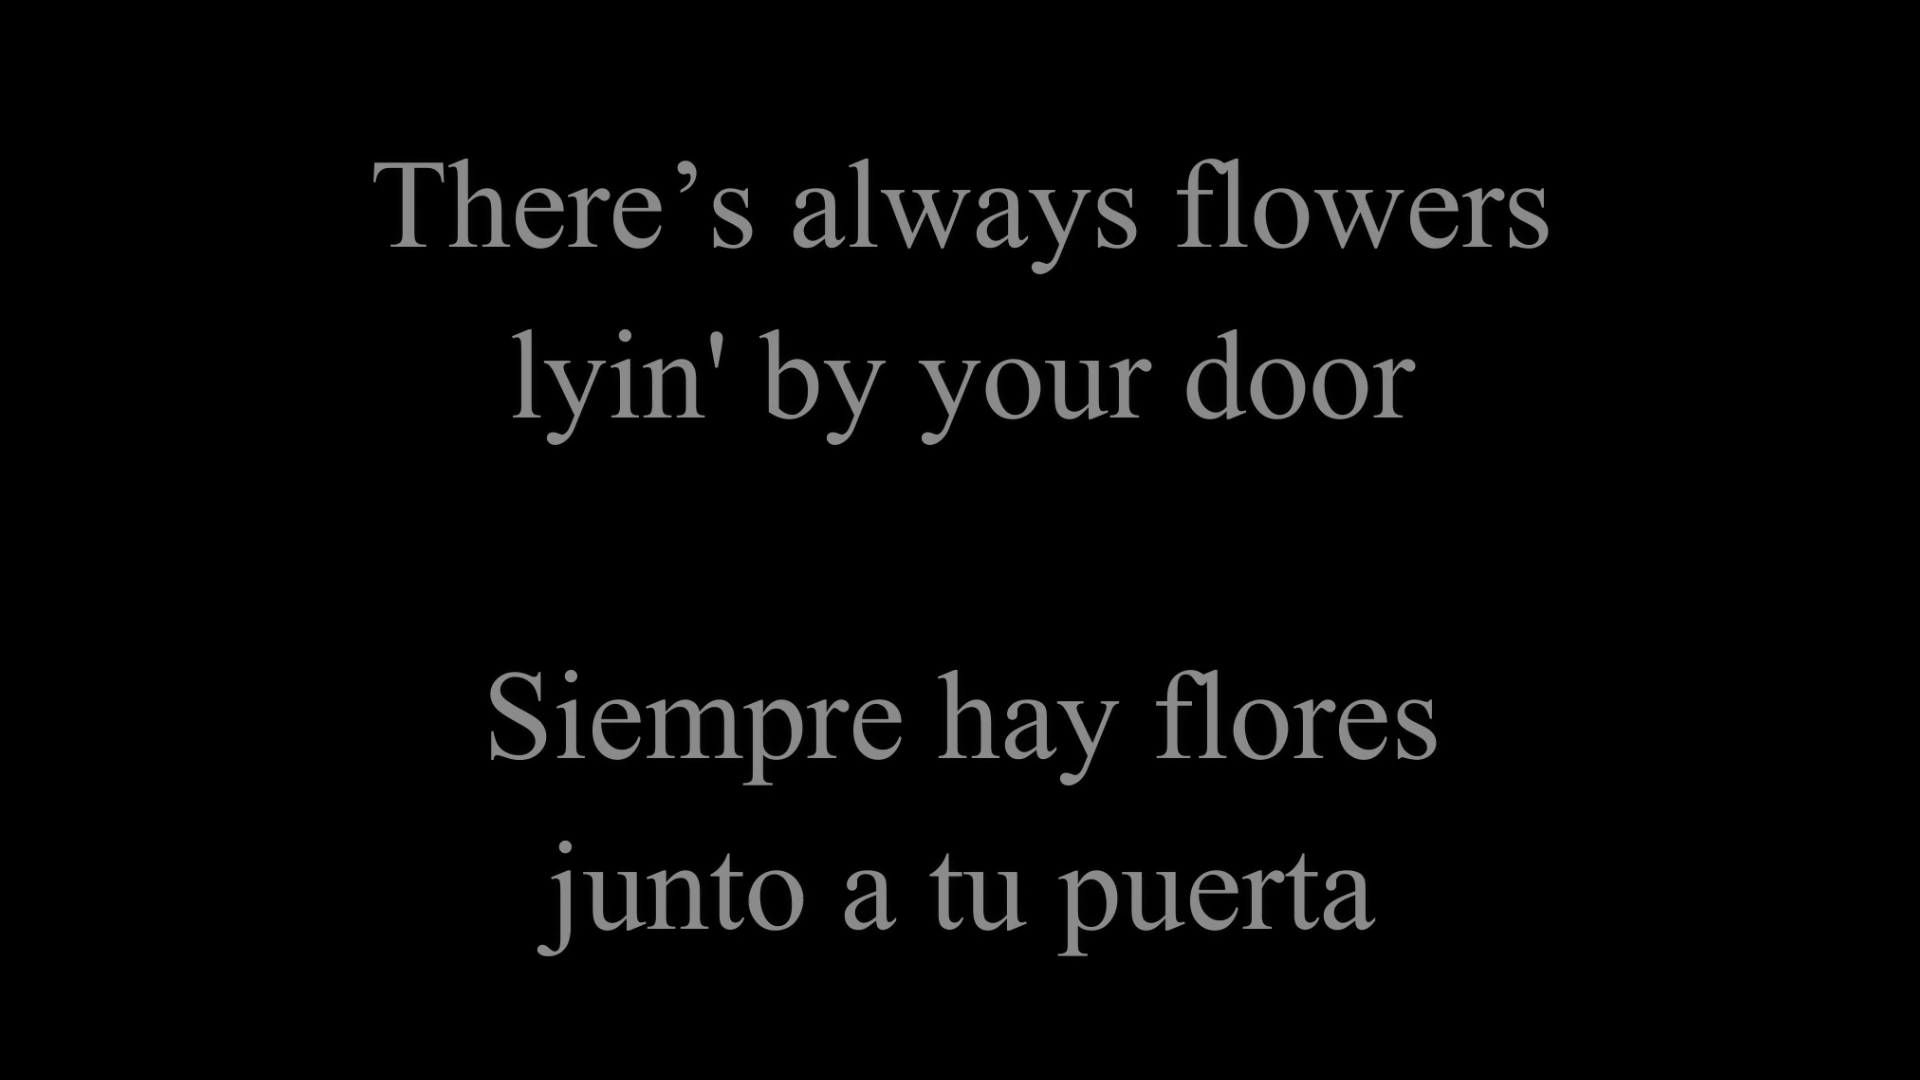 There’s always flowers
lyin' by your door
Siempre hay flores
junto a tu puerta